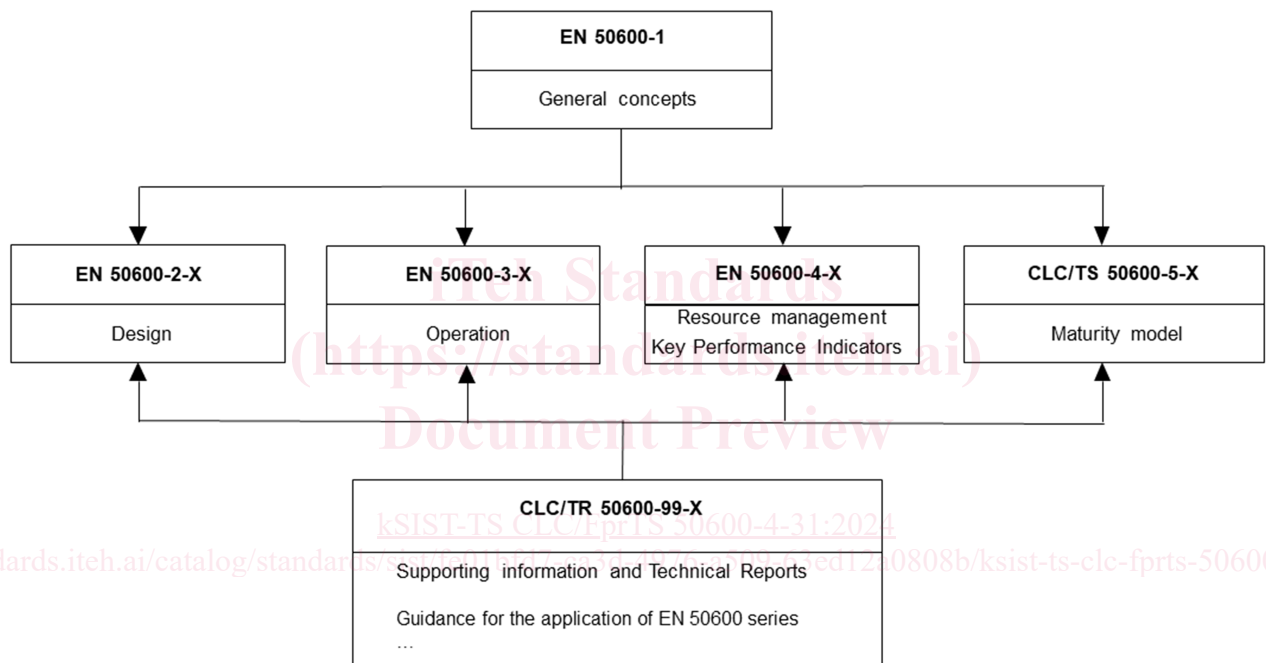 EN 50600-1
General concepts
EN 50600-2-X
EN 50600-3-X
EN 50600-4-X
CLC/TS 50600-5-X
Design
Operation
Resource management
Key Performance Indicators
Maturity model
iTeh Standards
(https://standards.iteh.ai)
Document Preview
CLC/TR 50600-99-X
kSIST-TS CLC/FprTS 50600-4-31:2024
Supporting information and Technical Reports
Guidance for the application of EN 50600 series
...